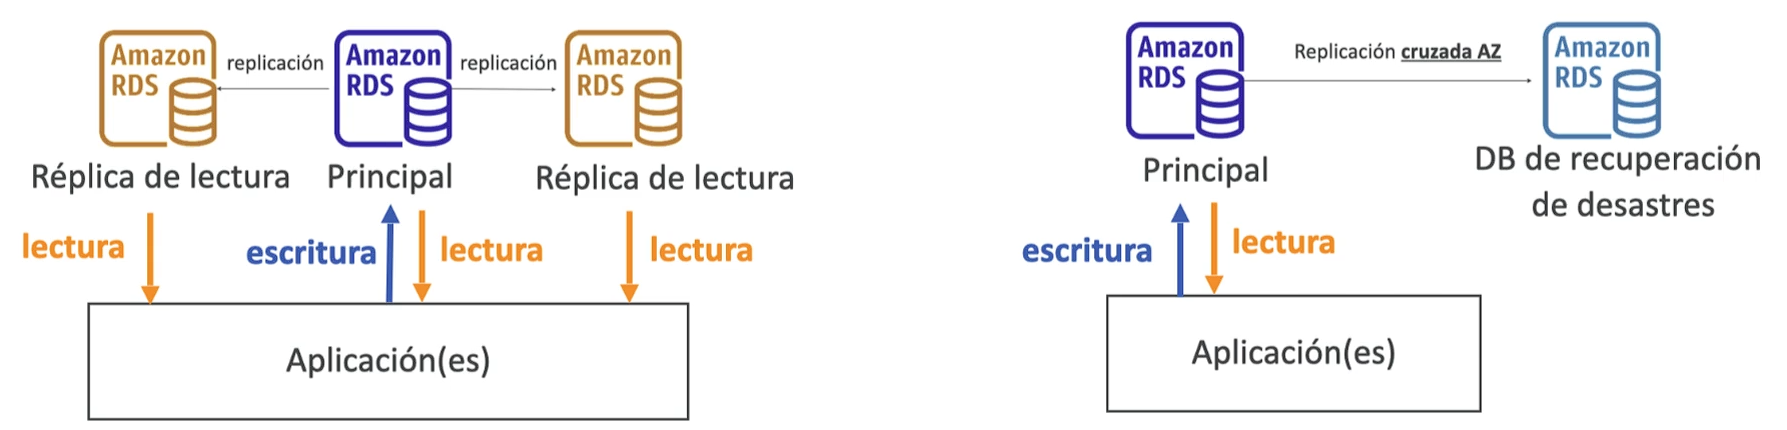 Amazon
RDS
replicación
Amazon
RDS
replicación
Amazon
RDS
Réplica de lectura
Principal
Réplica de lectura
lectura
escritura
lectura
lectura
Aplicación(es)
Amazon
RDS
Replicación cruzada AZ
Amazon
RDS
Principal
DB de recuperación
de desastres
escritura
lectura
Aplicación(es)